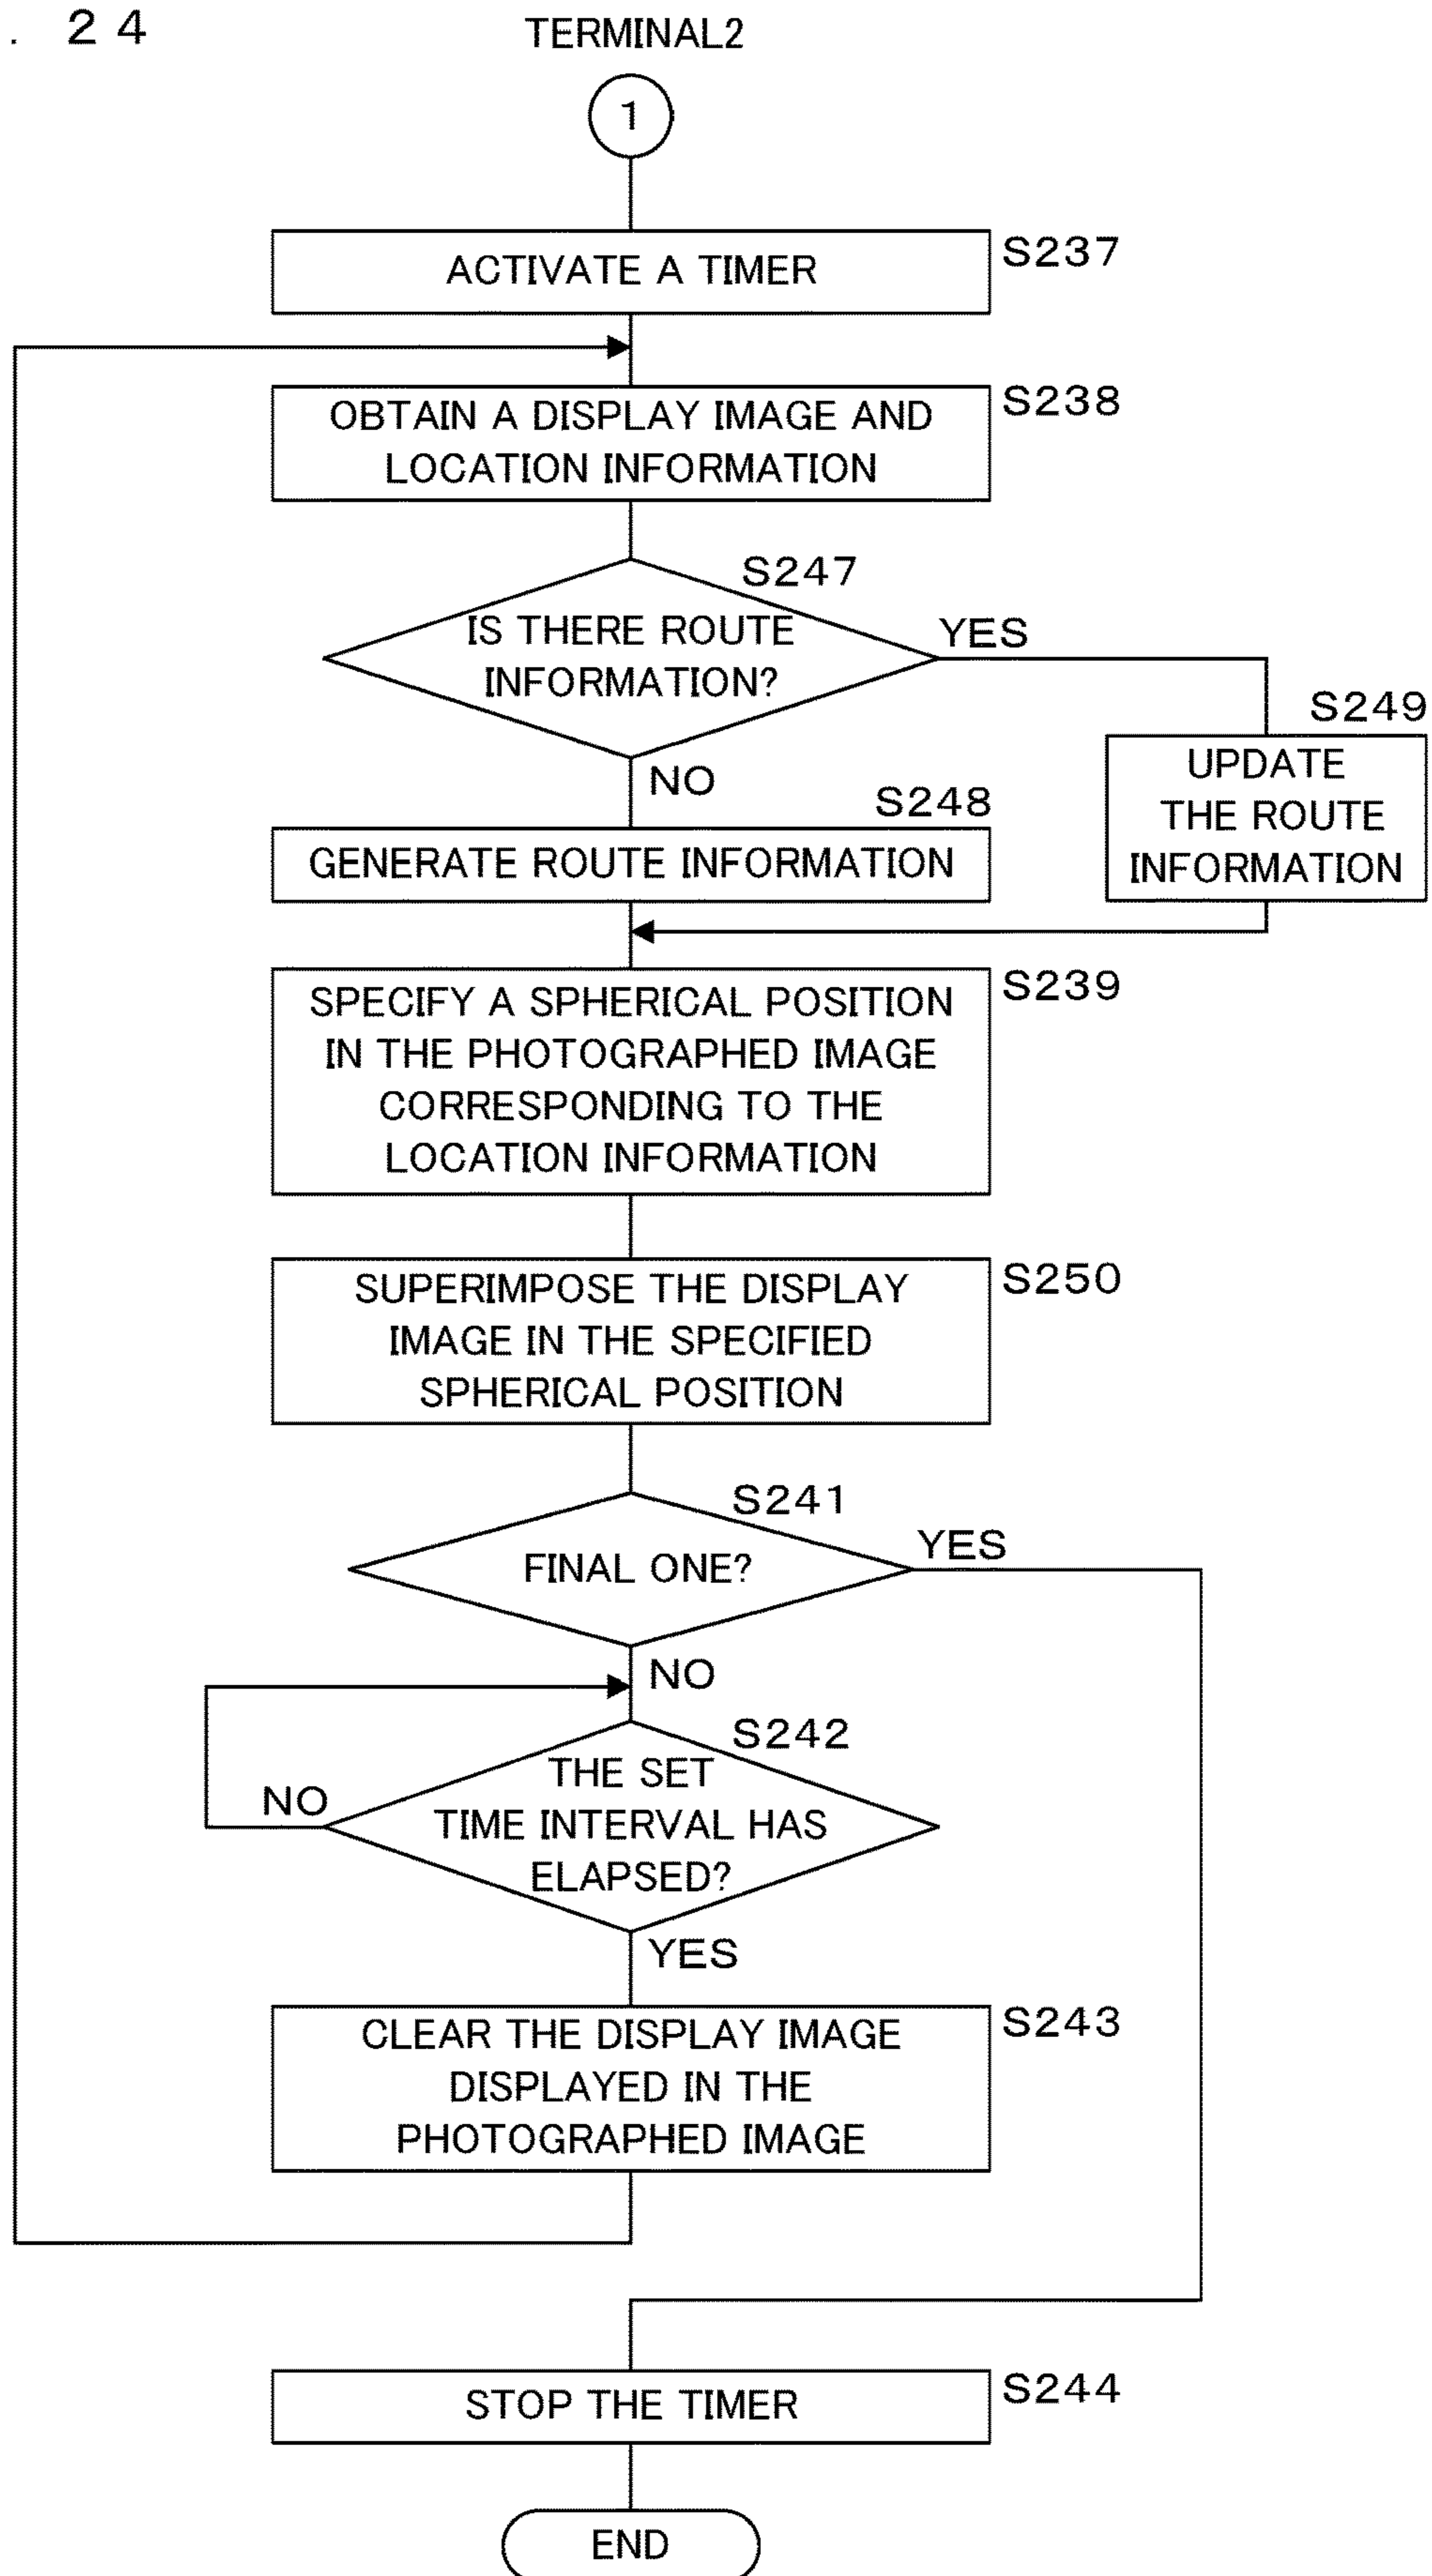 . 24
TERMINAL2
1
S237
ACTIVATE A TIMER
S238
OBTAIN A DISPLAY IMAGE AND
LOCATION INFORMATION
S247
IS THERE ROUTE
INFORMATION?
YES
NO
S249
UPDATE
THE ROUTE
INFORMATION
S248
GENERATE ROUTE INFORMATION
S239
SPECIFY A SPHERICAL POSITION
IN THE PHOTOGRAPHED IMAGE
CORRESPONDING TO THE
LOCATION INFORMATION
S250
SUPERIMPOSE THE DISPLAY
IMAGE IN THE SPECIFIED
SPHERICAL POSITION
S241
FINAL ONE?
YES
NO
S242
THE SET
TIME INTERVAL HAS
ELAPSED?
NO
YES
S243
CLEAR THE DISPLAY IMAGE
DISPLAYED IN THE
PHOTOGRAPHED IMAGE
S244
STOP THE TIMER
END